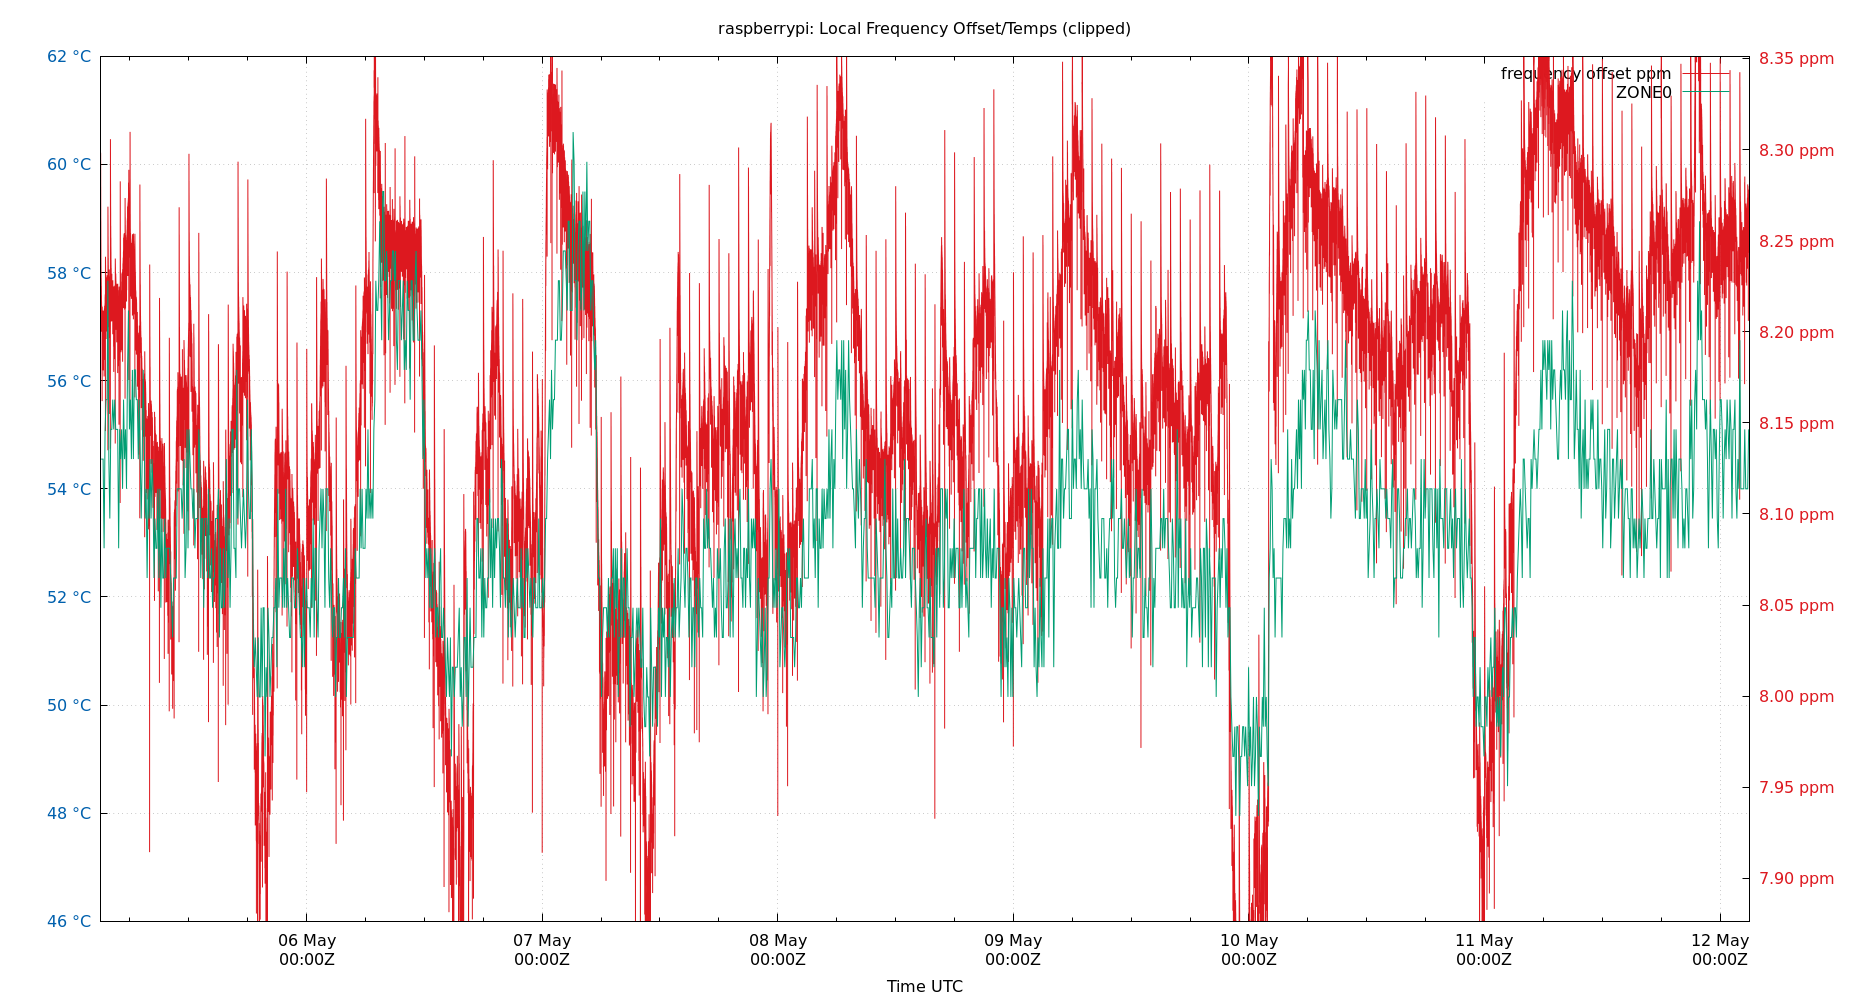 raspberrypi: Local Frequency Offset/Temps (clipped)
62 °C
60 °C
58 °C
56 °C
54 °C
52 °C
50 °C
48 °C
46 °C
8.35 ppm
8.30 ppm
8.25 ppm
8.20 ppm
8.15 ppm
8.10 ppm
8.05 ppm
8.00 ppm
7.95 ppm
7.90 ppm
frequency offset ppm
ZONE0
06 May
00:00Z
07 May
00:00Z
08 May
00:00Z
09 May
00:00Z
10 May
00:00Z
11 May
00:00Z
12 May
00:00Z
Time UTC